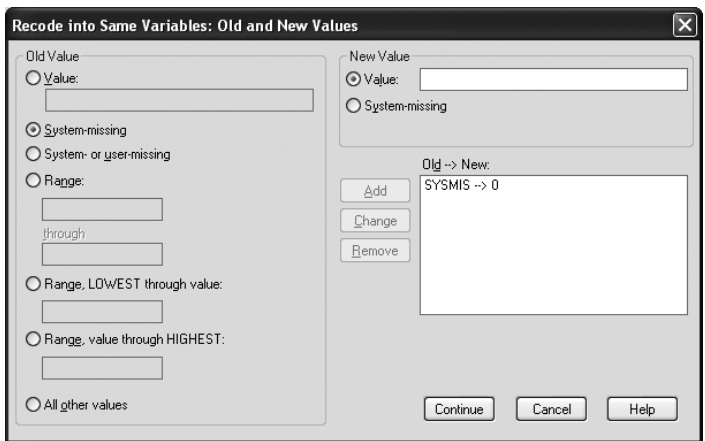 Recode into Same Variables: Old and New Values
Old Value
Value:
System-missing
System- or user-missing
Range:
through
Range, LOWEST through value:
Range, value through HIGHEST:
All other values
New Value
Value:
System-missing
Old --> New:
SYSMIS --> 0
Add
Change
Remove
Continue
Cancel
Help